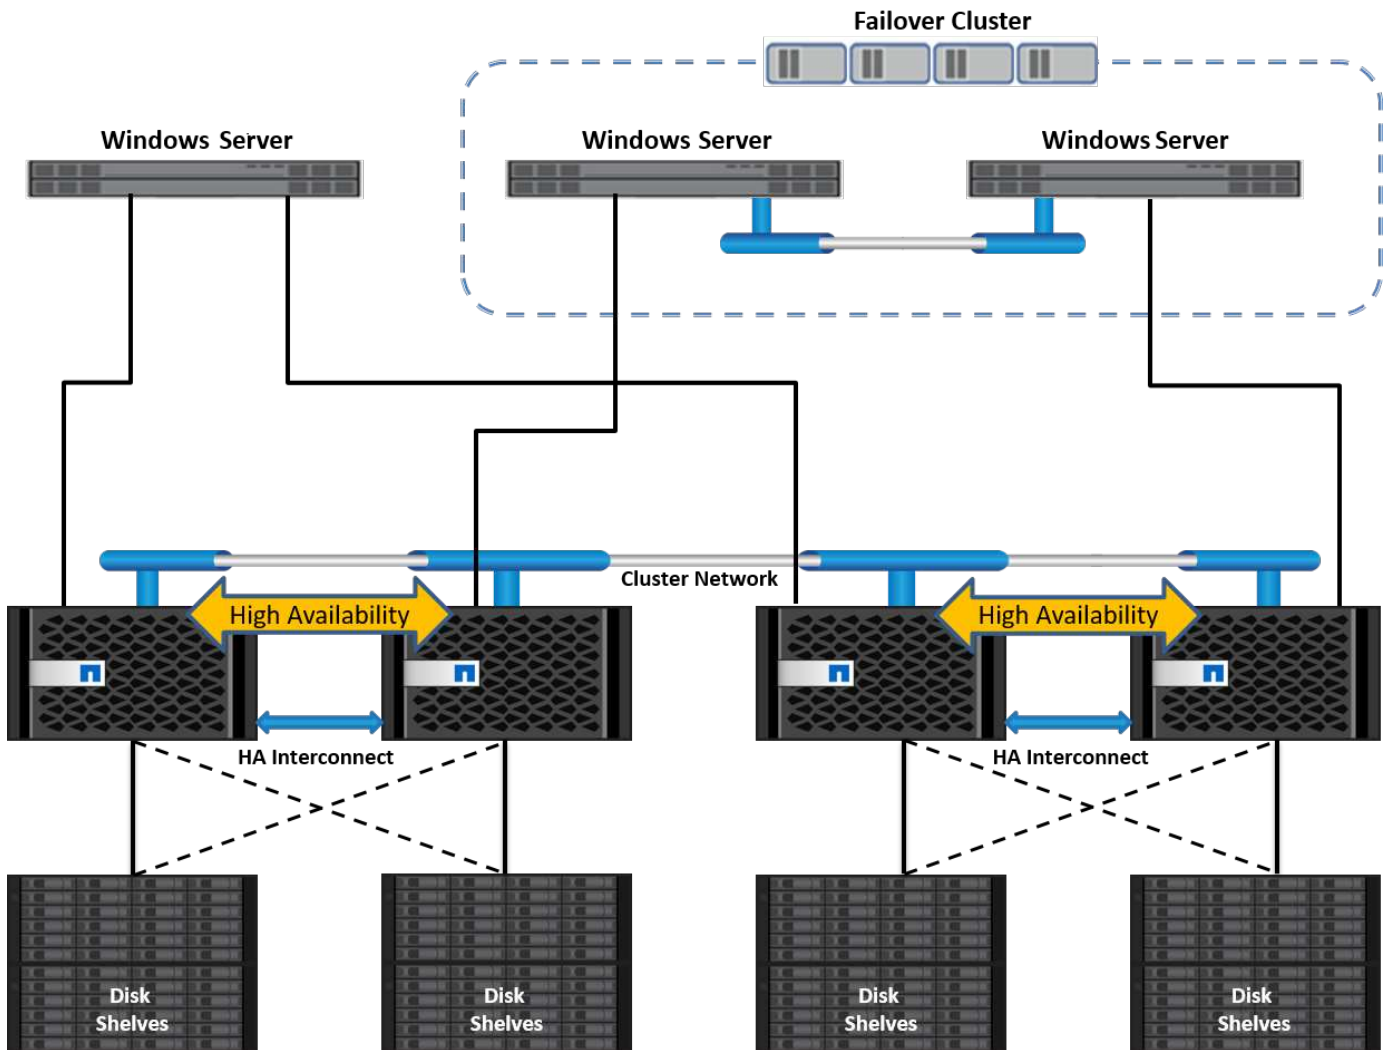 Failover Cluster
Windows Server
Windows Server
Windows Server
Cluster Network
High Availability
High Availability
HA Interconnect
HA Interconnect
Disk
Shelves
Disk
Shelves
Disk
Shelves
Disk
Shelves